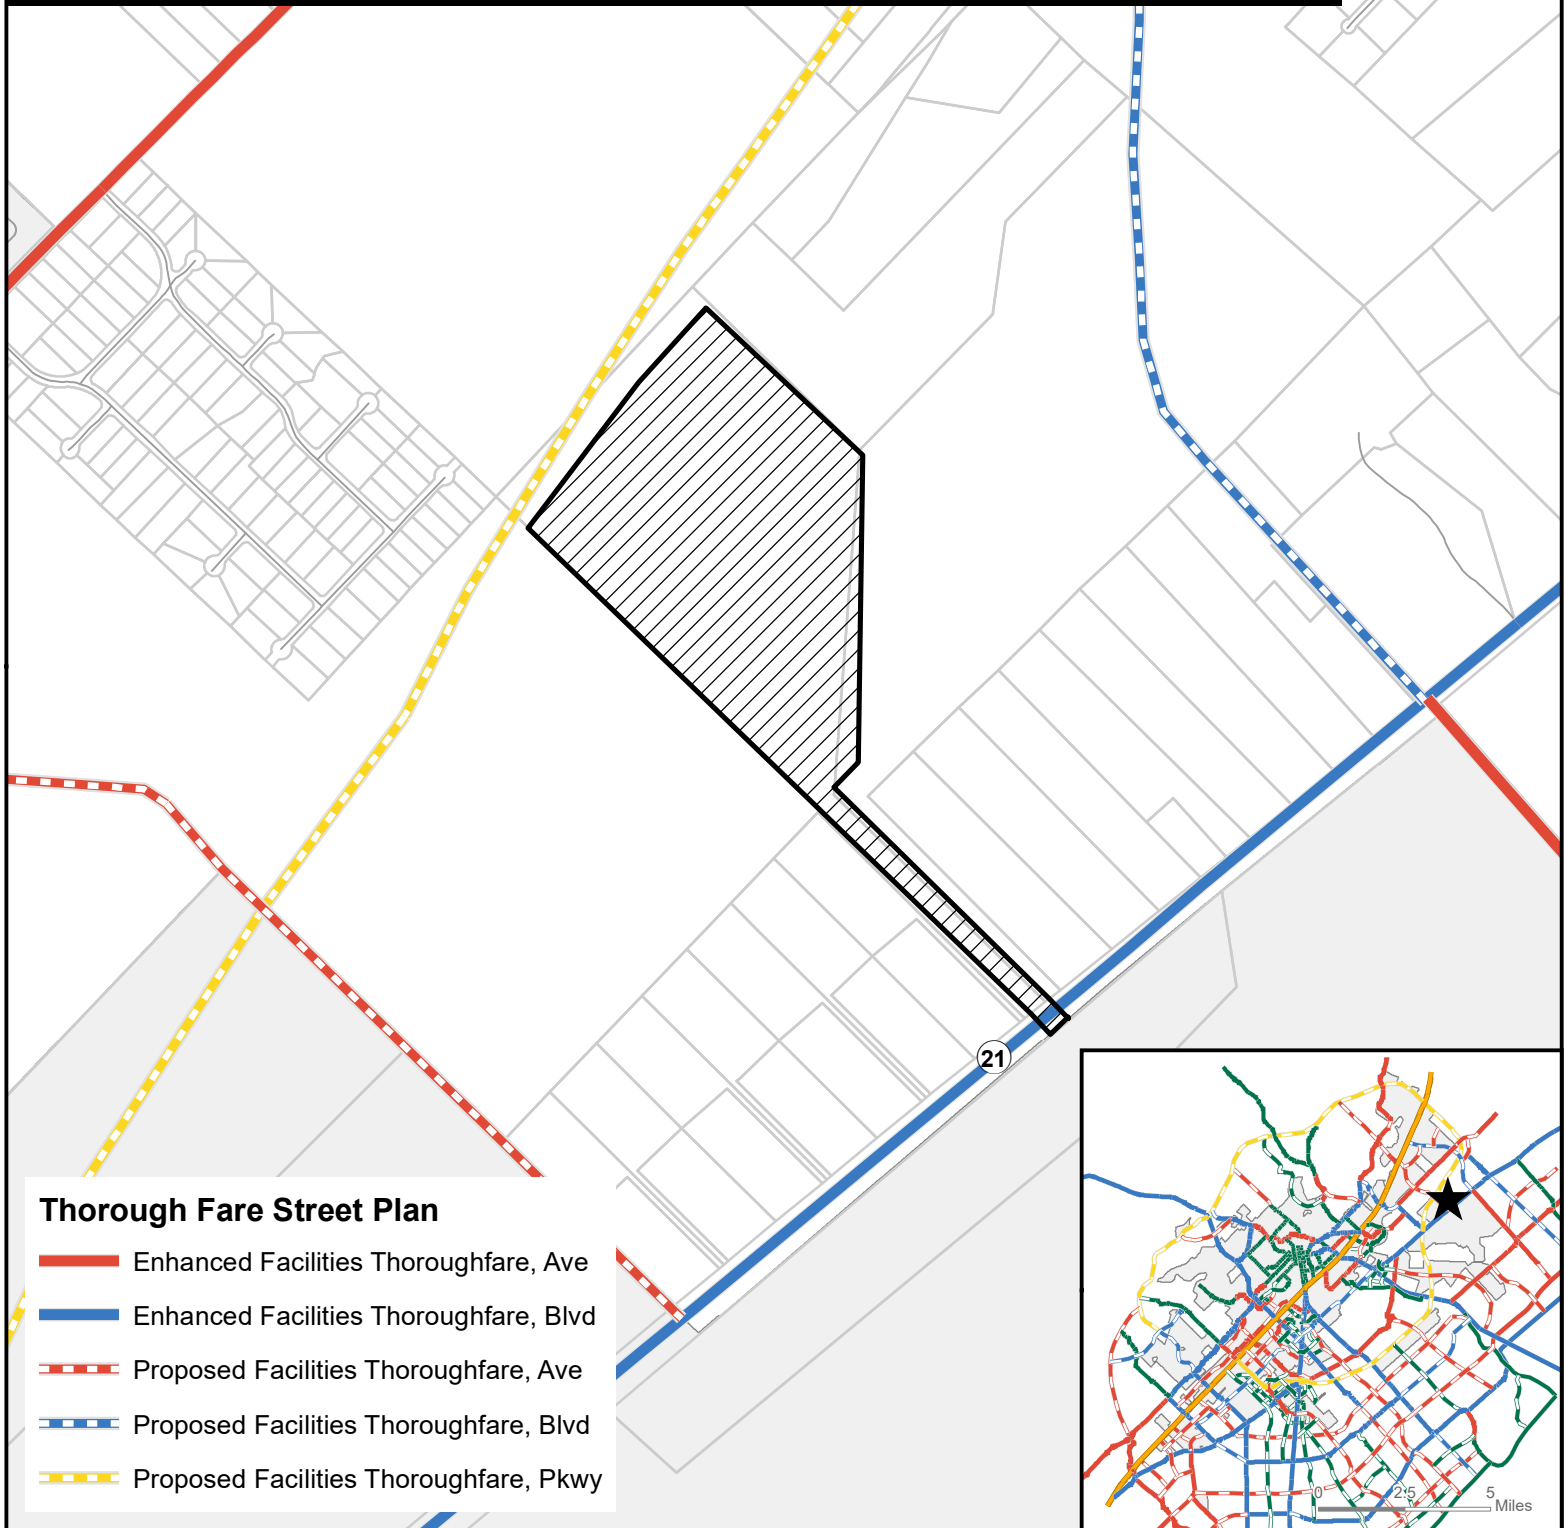 21
Thorough Fare Street Plan
Enhanced Facilities Thoroughfare, Ave
Enhanced Facilities Thoroughfare, Blvd
Proposed Facilities Thoroughfare, Ave
Proposed Facilities Thoroughfare, Blvd
Proposed Facilities Thoroughfare, Pkwy
0 2.5 5
Miles